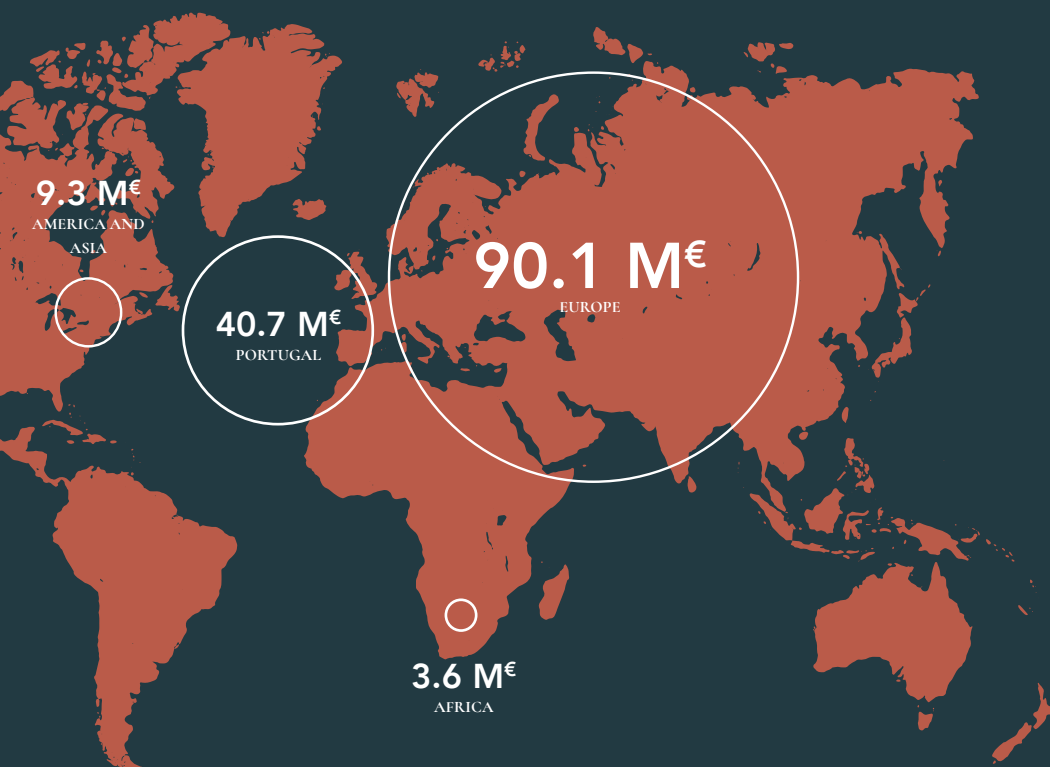 9.3 M€
AMERICA AND
ASIA
90.1 M€
EUROPE
40.7 M€
PORTUGAL
3.6 M€
AFRICA